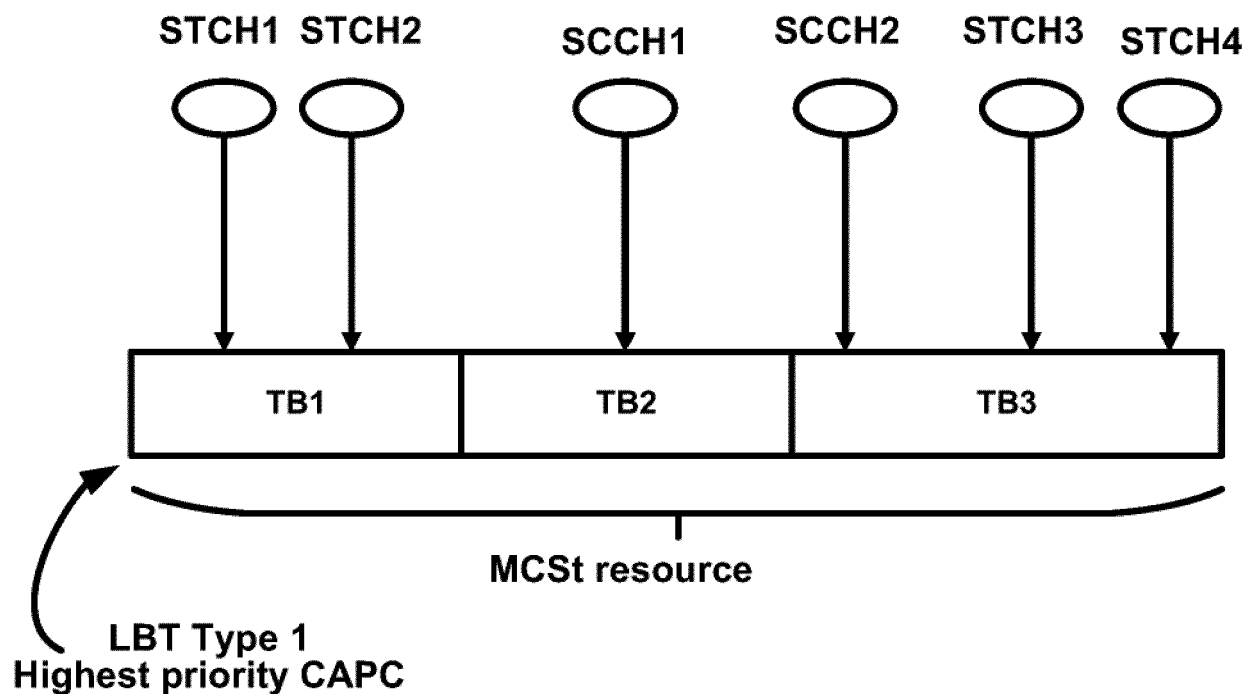 STCH1 STCH2 SCCH1 SCCH2 STCH3 STCH4
TB1 TB2 TB3
MCSt resource
LBT Type 1
Highest priority CAPC